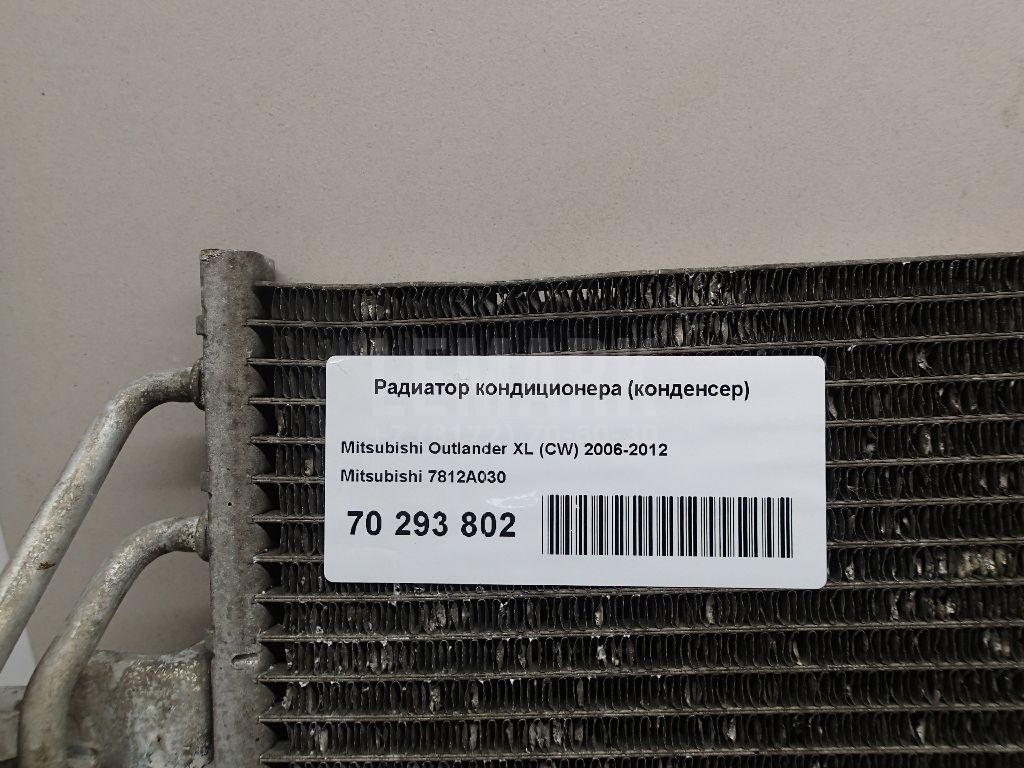 Радиатор кондиционера (конденсер)
Mitsubishi Outlander XL (CW) 2006-2012
Mitsubishi 7812A030
70 293 802